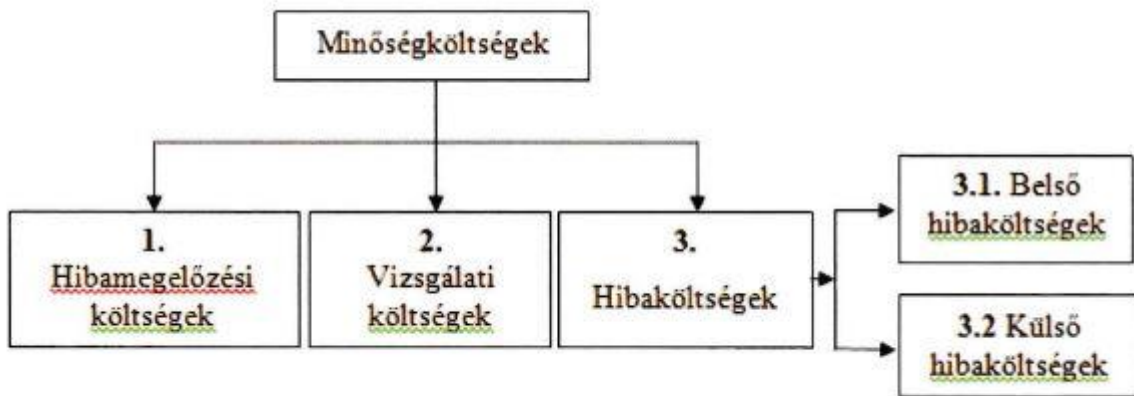 Minőségköltségek
1.
Hibamegelőzési
költségek
2.
Vizsgálati
költségek
3.
Hibaköltségek
3.1. Belső
hibaköltségek
3.2 Külső
hibaköltségek